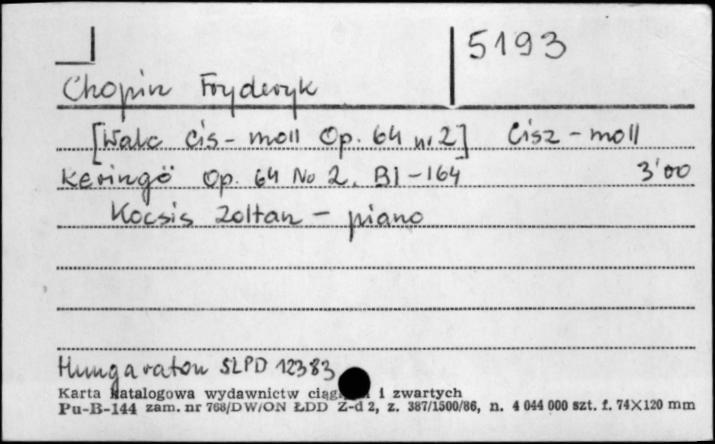 5193
Chopin Fryderyk
[Walc cis-moll Op. 64 nr 2] Cisz-moll
keringö Op. 64 No 2. BI-164 3'00
Kocsis Zoltan - piano
Hungaroton SLPD 12383
Karta katalogowa wydawnictw i zwartych
Pu-B-144 zam. nr 768/DW/ON ŁDD Z-d 2, z. 387/1500/86, n. 4 044 000 szt. f. 74×120 mm